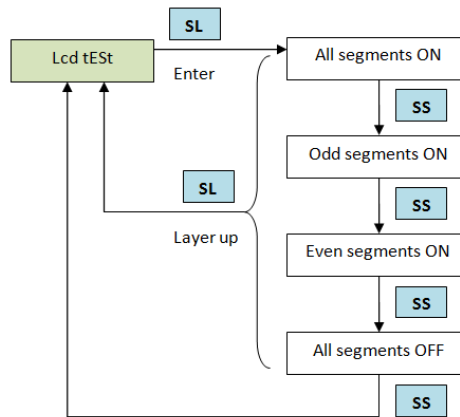 SL
Lcd tESt
All segments ON
Enter
SS
Odd segments ON
SL
SS
Layer up
Even segments ON
SS
All segments OFF
SS